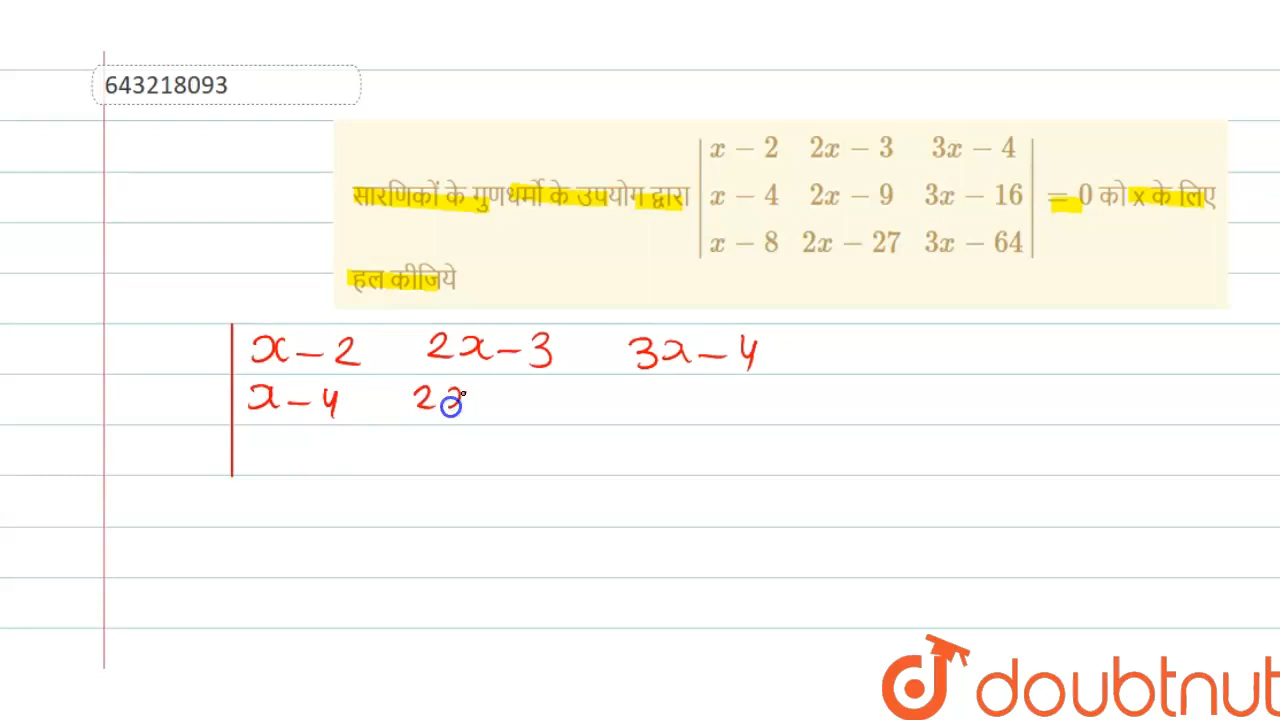 643218093
x − 2 2x − 3 3x − 4
सारणिकों के गुणधर्मो के उपयोग द्वारा | x − 4 2x − 9 3x − 16 | = 0 को x के लिए
x − 8 2x − 27 3x − 64
हल कीजिये
x − 2 2x − 3 3x − 4
x − 4 2x
doubtnut